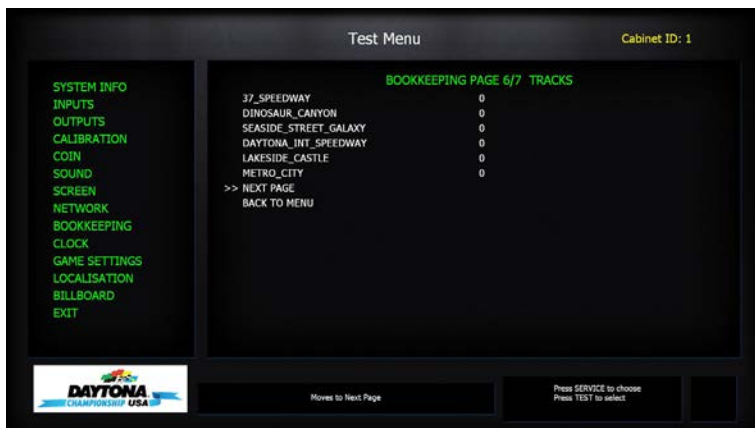 Test Menu
Cabinet ID: 1
SYSTEM INFO
INPUTS
OUTPUTS
CALIBRATION
COIN
SOUND
SCREEN
NETWORK
BOOKKEEPING
CLOCK
GAME SETTINGS
LOCALISATION
BILLBOARD
EXIT
BOOKKEEPING PAGE 6/7 TRACKS
37_SPEEDWAY 0
DINOSAUR_CANYON 0
SEASIDE_STREET_GALAXY 0
DAYTONA_INT_SPEEDWAY 0
LAKESIDE_CASTLE 0
METRO_CITY 0
>> NEXT PAGE
BACK TO MENU
DAYTONA
CHAMPIONSHIP USA
Moves to Next Page
Press SERVICE to choose
Press TEST to select